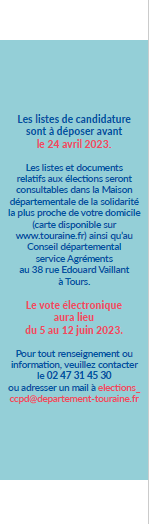 Les listes de candidature
sont à déposer avant
le 24 avril 2023.
Les listes et documents
relatifs aux élections seront
consultables dans la Maison
départementale de la solidarité
la plus proche de votre domicile
(carte disponible sur
www.touraine.fr) ainsi qu'au
Conseil départemental
service Agréments
au 38 rue Edouard Vaillant
à Tours.
Le vote électronique
aura lieu
du 5 au 12 juin 2023.
Pour tout renseignement ou
information, veuillez contacter
le 02 47 31 45 30
ou adresser un mail à elections_
ccpd@departement-touraine.fr